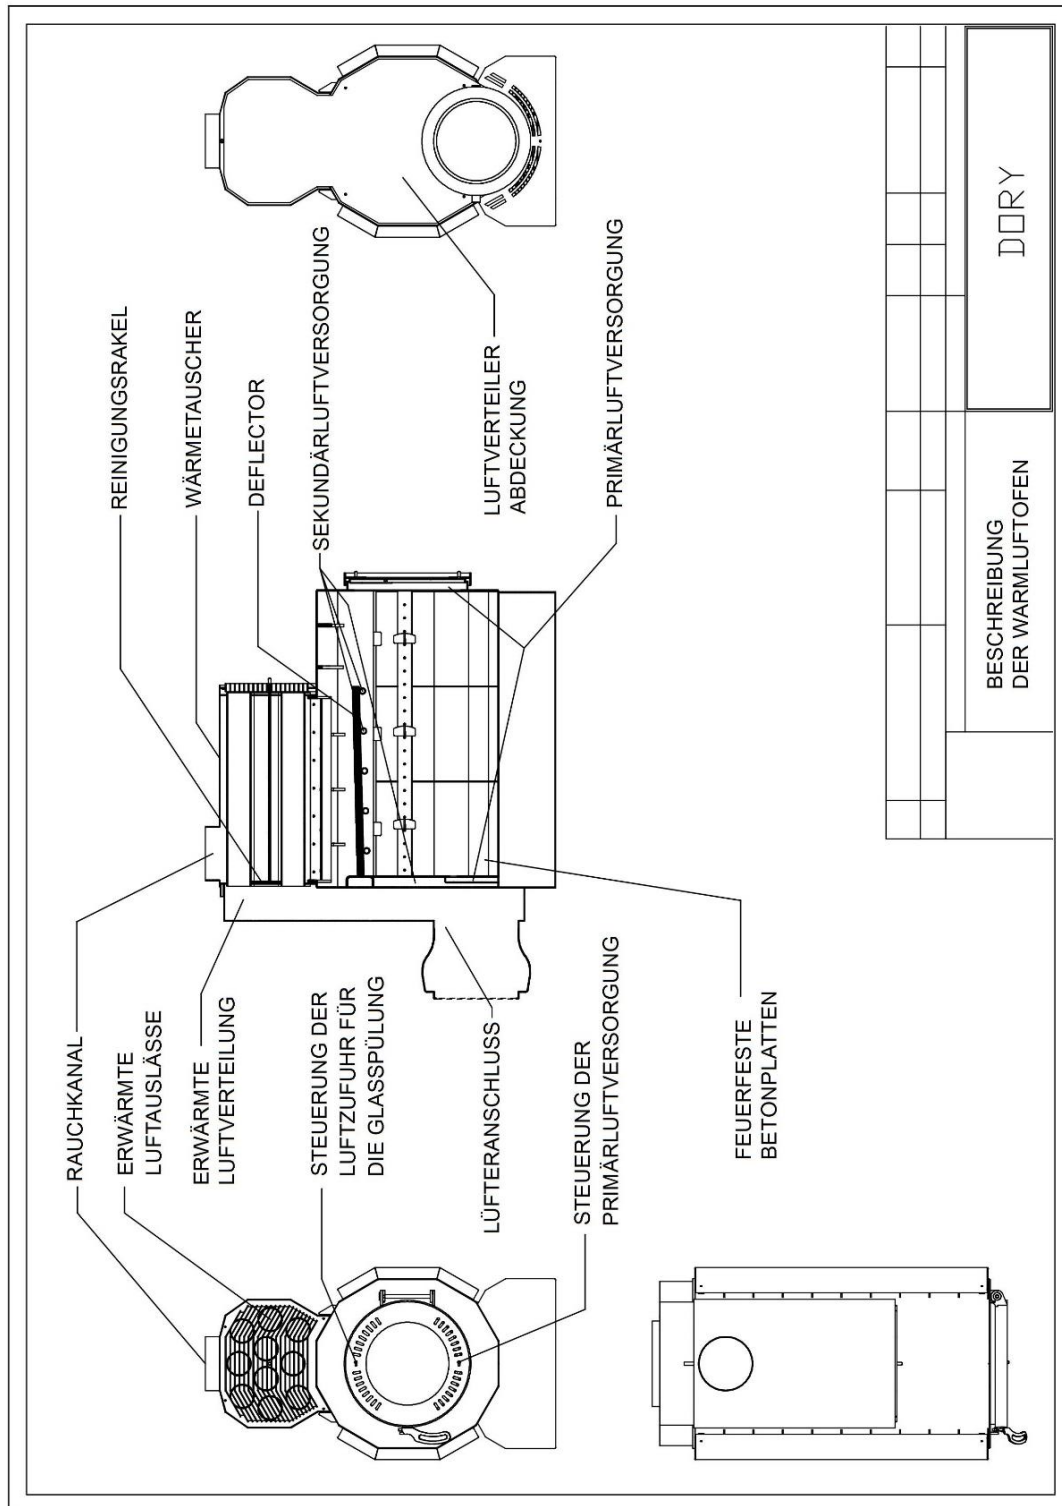 RAUCHKANAL
ERWÄRMTE
LUFTAUSLÄSSE
ERWÄRMTE
LUFTVERTEILUNG
STEUERUNG DER
LUFTZUFUHR FÜR
DIE GLASSPÜLUNG
LÜFTERANSCHLUSS
STEUERUNG DER
PRIMÄRLUFTVERSORGUNG
FEUERFESTE
BETONPLATTEN
REINIGUNGSRAKEL
WÄRMETAUSCHER
DEFLECTOR
SEKUNDÄRLUFTVERSORGUNG
LUFTVERTEILER
ABDECKUNG
PRIMÄRLUFTVERSORGUNG
BESCHREIBUNG
DER WARMLUFTOFEN
DORY